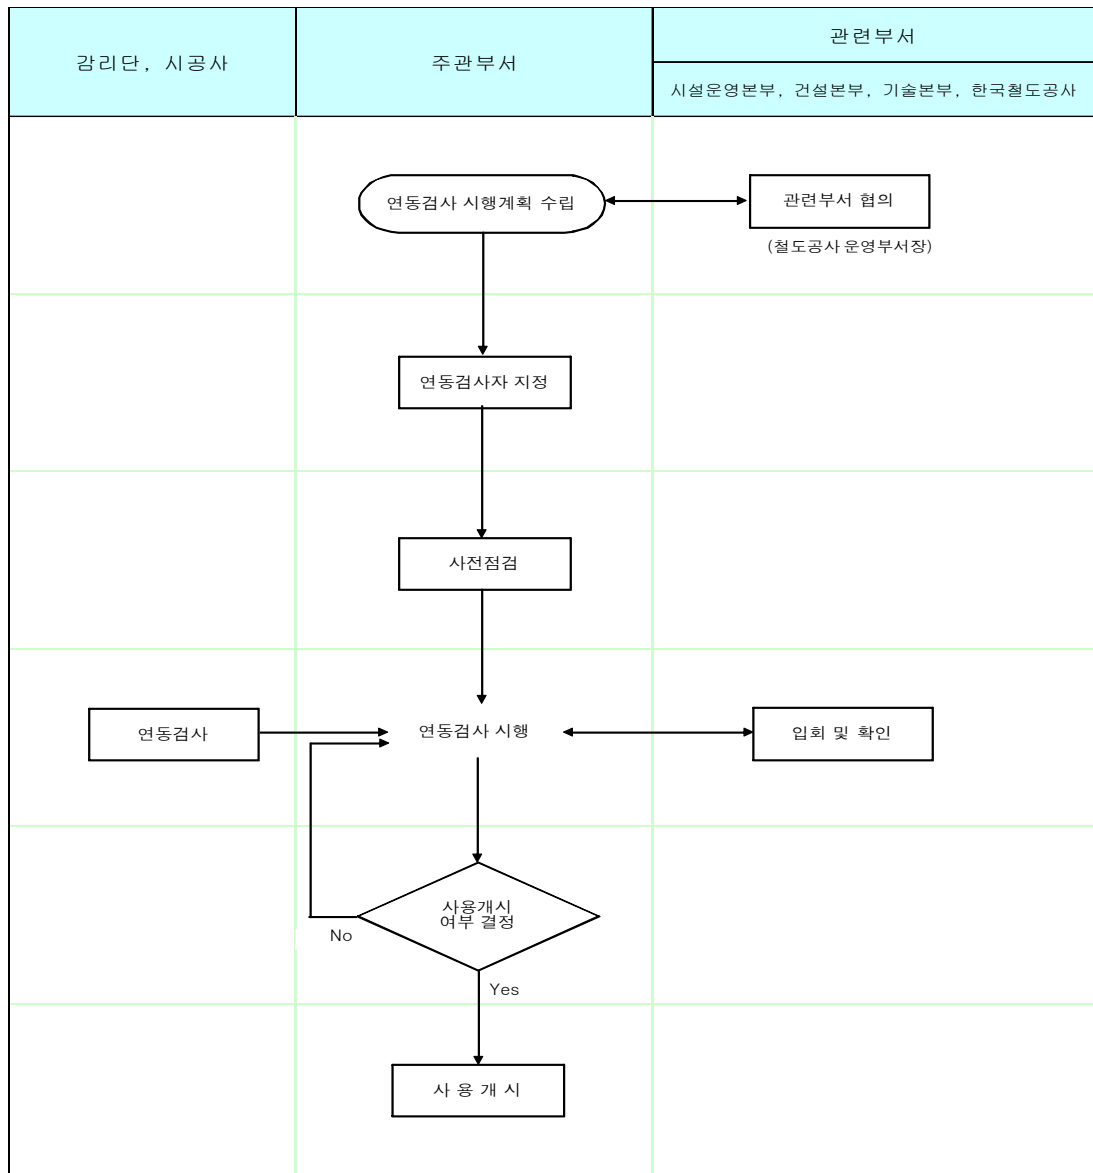 감리단, 시공사
주관부서
관련부서
시설운영본부, 건설본부, 기술본부, 한국철도공사
연동검사 시행계획 수립
관련부서 협의
(철도공사 운영부서장)
연동검사자 지정
사전점검
연동검사
연동검사 시행
입회 및 확인
사용개시
여부 결정
No
Yes
사 용 개 시